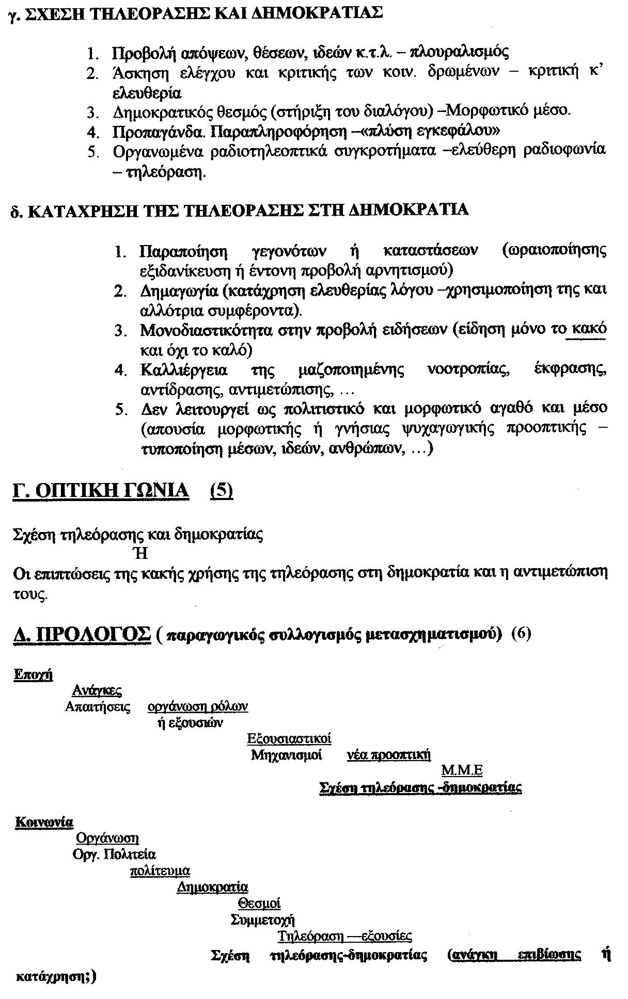 γ. ΣΧΕΣΗ ΤΗΛΕΟΡΑΣΗΣ ΚΑΙ ΔΗΜΟΚΡΑΤΙΑΣ
1. Προβολή απόψεων, θέσεων, ιδεών κ.τ.λ. – πλουραλισμός
2. Άσκηση ελέγχου και κριτικής των κοιν. δρωμένων – κριτική κ’
ελευθερία
3. Δημοκρατικός θεσμός (στήριξη του διαλόγου) –Μορφωτικό μέσο.
4. Προπαγάνδα. Παραπληροφόρηση –«πλύση εγκεφάλου»
5. Οργανωμένα ραδιοτηλεοπτικά συγκροτήματα –ελεύθερη ραδιοφωνία
– τηλεόραση.
δ. ΚΑΤΑΧΡΗΣΗ ΤΗΣ ΤΗΛΕΟΡΑΣΗΣ ΣΤΗ ΔΗΜΟΚΡΑΤΙΑ
1. Παραποίηση γεγονότων ή καταστάσεων (ωραιοποίησης
εξιδανίκευση ή έντονη προβολή αρνητισμού)
2. Δημαγωγία (κατάχρηση ελευθερίας λόγου –χρησιμοποίηση της και
αλλότρια συμφέροντα).
3. Μονοδιαστικότητα στην προβολή ειδήσεων (είδηση μόνο το κακό
και όχι το καλό)
4. Καλλιέργεια της μαζοποιημένης νοοτροπίας, έκφρασης,
αντίδρασης, αντιμετώπισης, …
5. Δεν λειτουργεί ως πολιτιστικό και μορφωτικό αγαθό και μέσο
(απουσία μορφωτικής ή γνήσιας ψυχαγωγικής προοπτικής –
τυποποίηση μέσων, ιδεών, ανθρώπων, …)
Γ. ΟΠΤΙΚΗ ΓΩΝΙΑ (5)
Σχέση τηλεόρασης και δημοκρατίας
Ή
Οι επιπτώσεις της κακής χρήσης της τηλεόρασης στη δημοκρατία και η αντιμετώπιση
τους.
Δ. ΠΡΟΛΟΓΟΣ ( παραγωγικός συλλογισμός μετασχηματισμού) (6)
Εποχή
Ανάγκες
Απαιτήσεις οργάνωση ρόλων
ή εξουσιών
Εξουσιαστικοί
Μηχανισμοί νέα προοπτική
Μ.Μ.Ε
Σχέση τηλεόρασης -δημοκρατίας
Κοινωνία
Οργάνωση
Οργ. Πολιτεία
πολίτευμα
Δημοκρατία
Θεσμοί
Συμμετοχή
Τηλεόραση —εξουσίες
Σχέση τηλεόρασης-δημοκρατίας (ανάγκη επιβίωσης ή
κατάχρηση;)